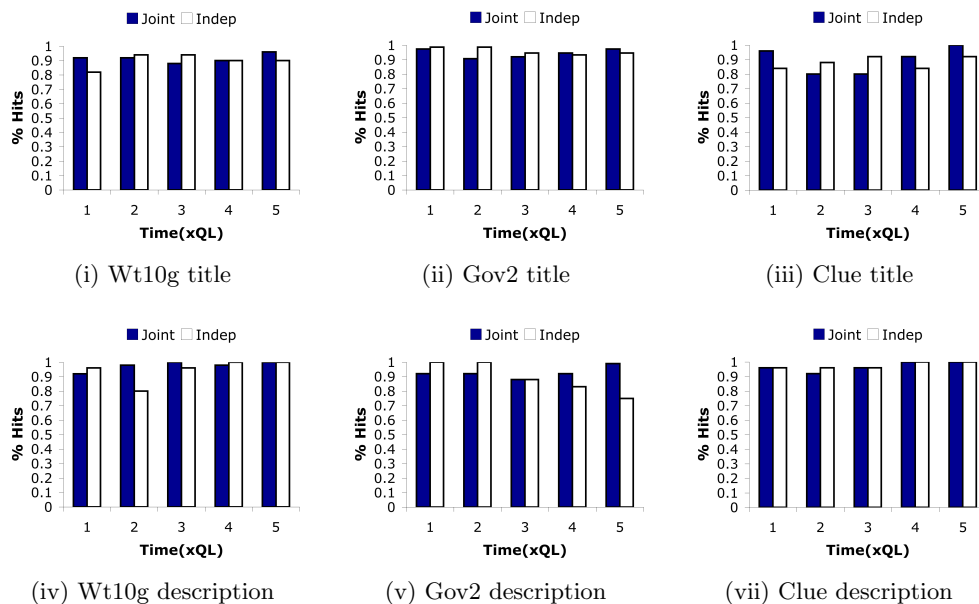 Joint Indep
% Hits
1
0.9
0.8
0.7
0.6
0.5
0.4
0.3
0.2
0.1
0
1 2 3 4 5
Time(xQL)
(i) Wt10g title
Joint Indep
% Hits
1
0.9
0.8
0.7
0.6
0.5
0.4
0.3
0.2
0.1
0
1 2 3 4 5
Time(xQL)
(ii) Gov2 title
Joint Indep
% Hits
1
0.9
0.8
0.7
0.6
0.5
0.4
0.3
0.2
0.1
0
1 2 3 4 5
Time(xQL)
(iii) Clue title
Joint Indep
% Hits
1
0.9
0.8
0.7
0.6
0.5
0.4
0.3
0.2
0.1
0
1 2 3 4 5
Time(xQL)
(iv) Wt10g description
Joint Indep
% Hits
1
0.9
0.8
0.7
0.6
0.5
0.4
0.3
0.2
0.1
0
1 2 3 4 5
Time(xQL)
(v) Gov2 description
Joint Indep
% Hits
1
0.9
0.8
0.7
0.6
0.5
0.4
0.3
0.2
0.1
0
1 2 3 4 5
Time(xQL)
(vii) Clue description